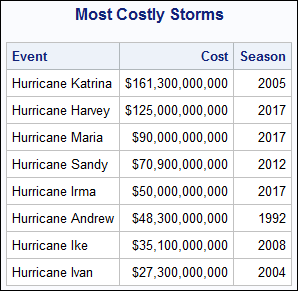 Most Costly Storms
Event Cost Season
Hurricane Katrina $161,300,000,000 2005
Hurricane Harvey $125,000,000,000 2017
Hurricane Maria $90,000,000,000 2017
Hurricane Sandy $70,900,000,000 2012
Hurricane Irma $50,000,000,000 2017
Hurricane Andrew $48,300,000,000 1992
Hurricane Ike $35,100,000,000 2008
Hurricane Ivan $27,300,000,000 2004